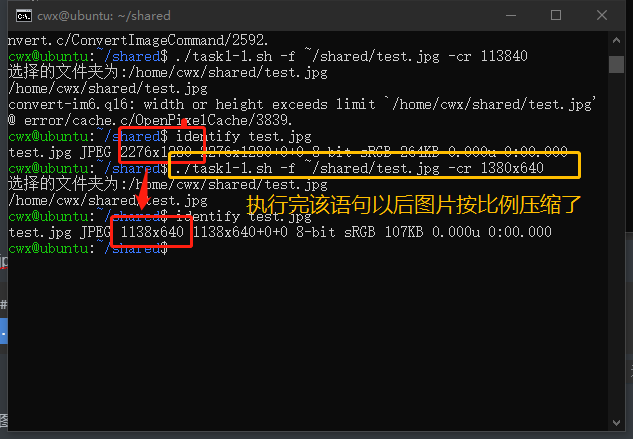 cwx@ubuntu: ~/shared
nvert.c/ConvertImageCommand/2592.
cwx@ubuntu:~/shared$ ./task1-1.sh -f ~/shared/test.jpg -cr 113840
选择的文件夹为:/home/cwx/shared/test.jpg
/home/cwx/shared/test.jpg
convert-im6.q16: width or height exceeds limit `/home/cwx/shared/test.jpg'
@ error/cache.c/OpenPixelCache/3839.
cwx@ubuntu:~/shared$ identify test.jpg
test.jpg JPEG 2276x1280 2276x1280+0+0 8-bit sRGB 264KB 0.000u 0:00.000
cwx@ubuntu:~/shared$ ./task1-1.sh -f ~/shared/test.jpg -cr 1380x640
选择的文件夹为:/home/cwx/shared/test.jpg
/home/cwx/shared/test.jpg
执行完该语句以后图片按比例压缩了
cwx@ubuntu:~/shared$ identify test.jpg
test.jpg JPEG 1138x640 1138x640+0+0 8-bit sRGB 107KB 0.000u 0:00.000
cwx@ubuntu:~/shared$